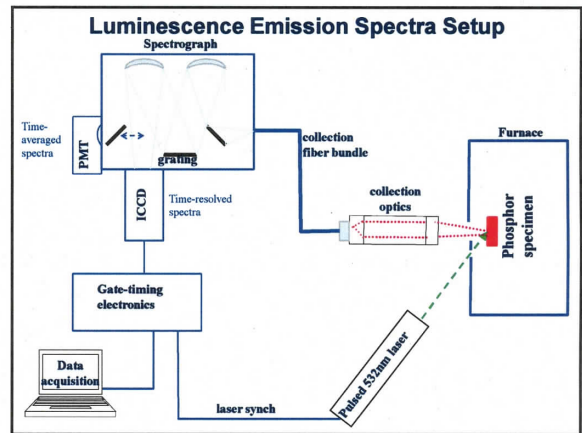 Luminescence Emission Spectra Setup
Spectrograph
Time-
averaged
spectra
PMT
grating
ICCD
Time-resolved
spectra
collection
fiber bundle
collection
optics
Furnace
Phosphor
specimen
Gate-timing
electronics
Data
acquisition
laser synch
Pulsed 532nm laser